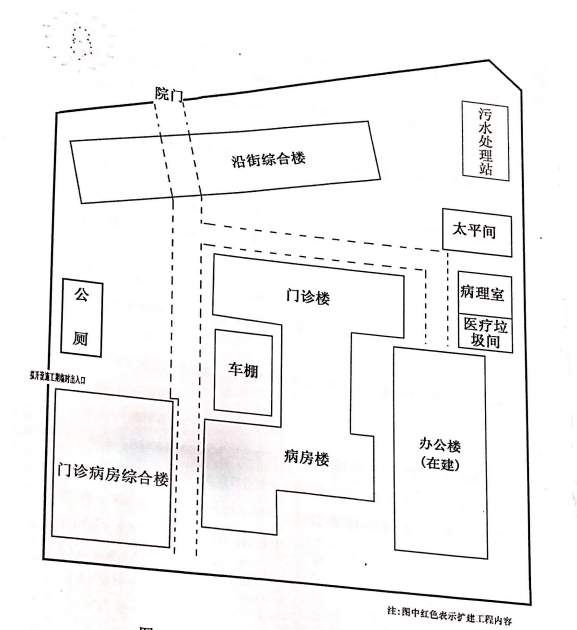 院门
沿街综合楼
污水处理站
太平间
病理室
医疗垃
圾间
门诊楼
公
厕
车棚
拟开设施工期临时出入口
门诊病房综合楼
病房楼
办公楼
(在建)
注:图中红色表示扩建工程内容